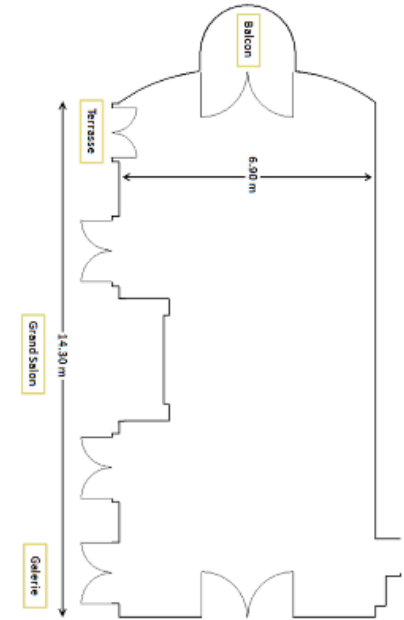 Balcon
Terrasse
6.90 m
Grand Salon
14.30 m
Galerie